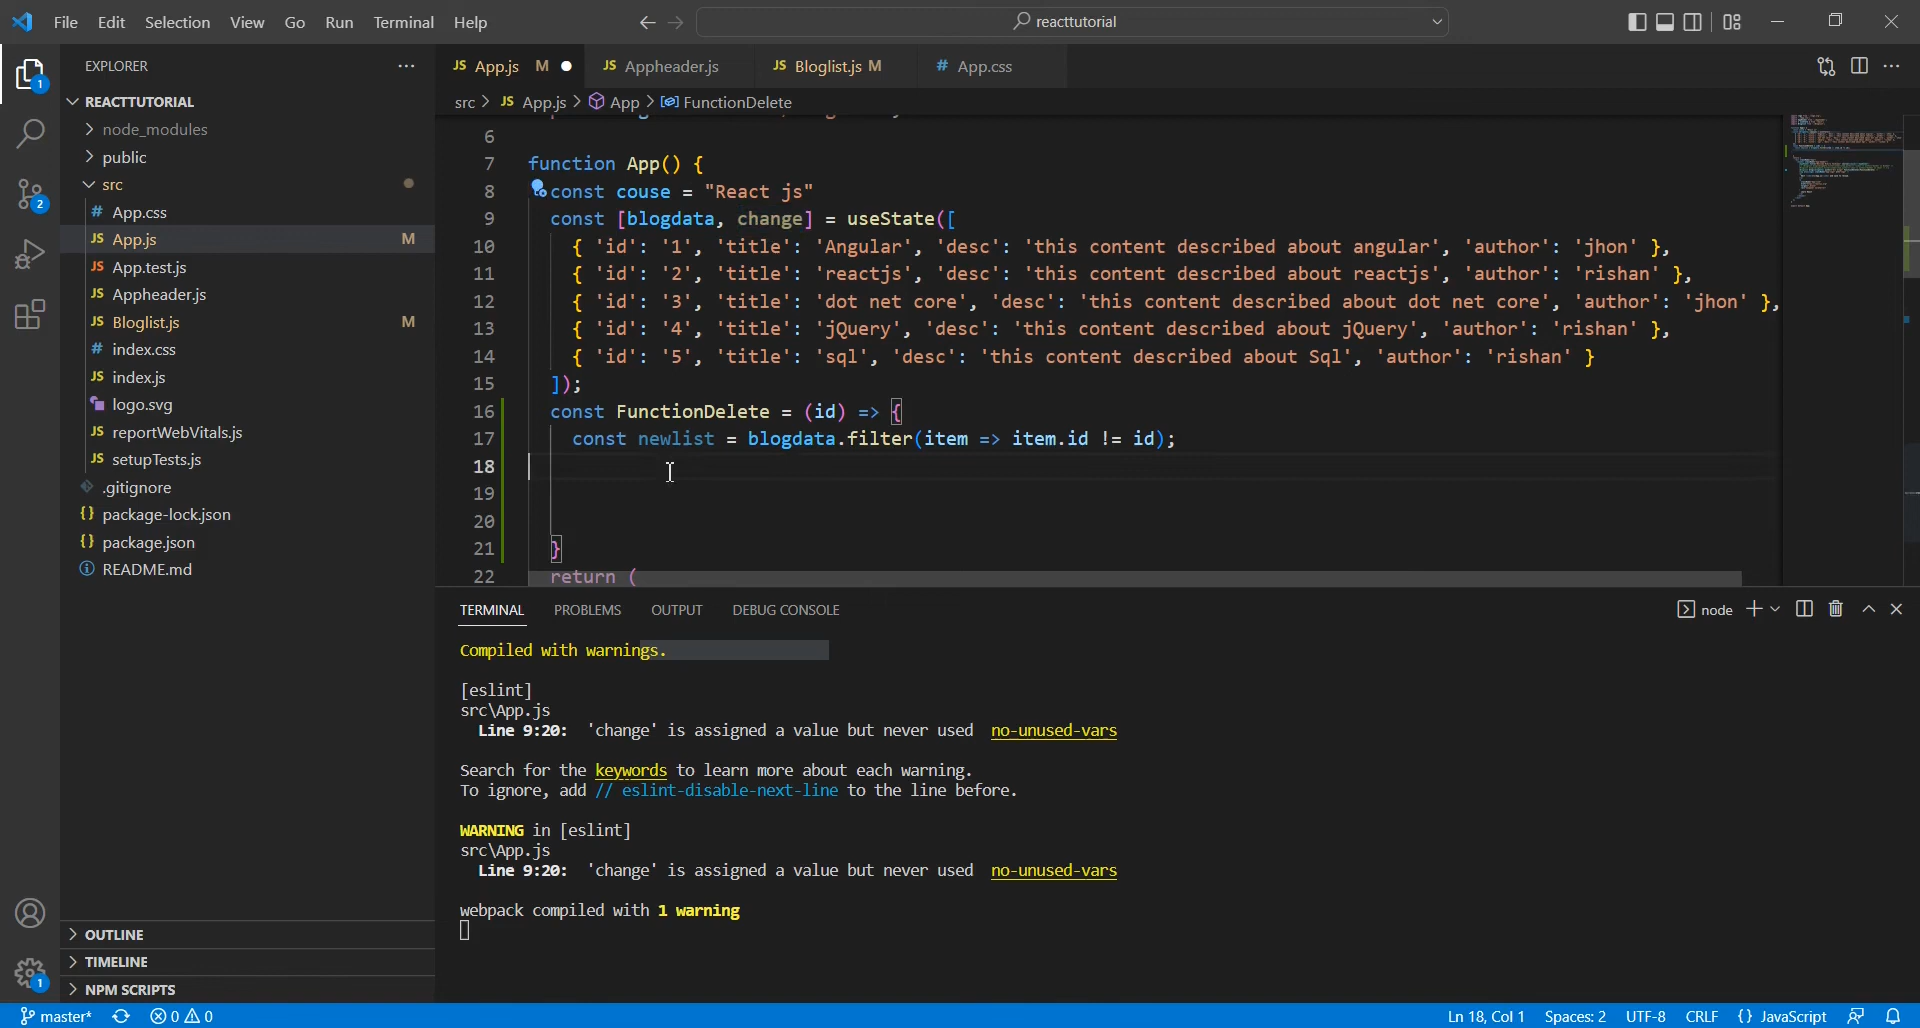 File Edit Selection View Go Run Terminal Help
reacttutorial
EXPLORER
REACTTUTORIAL
node_modules
public
src
# App.css
JS App.js M
JS App.test.js
JS Appheader.js
JS Bloglist.js M
# index.css
JS index.js
logo.svg
JS reportWebVitals.js
JS setupTests.js
.gitignore
{} package-lock.json
{} package.json
README.md
OUTLINE
TIMELINE
NPM SCRIPTS
1
2
1
JS App.js M
JS Appheader.js
JS Bloglist.js M
# App.css
src > JS App.js > App > FunctionDelete
6
7 function App() {
8 const couse = "React js"
9 const [blogdata, change] = useState([
10 { 'id': '1', 'title': 'Angular', 'desc': 'this content described about angular', 'author': 'jhon' },
11 { 'id': '2', 'title': 'reactjs', 'desc': 'this content described about reactjs', 'author': 'rishan' },
12 { 'id': '3', 'title': 'dot net core', 'desc': 'this content described about dot net core', 'author': 'jhon' },
13 { 'id': '4', 'title': 'jQuery', 'desc': 'this content described about jQuery', 'author': 'rishan' },
14 { 'id': '5', 'title': 'sql', 'desc': 'this content described about Sql', 'author': 'rishan' }
15 ]);
16 const FunctionDelete = (id) => {
17 const newlist = blogdata.filter(item => item.id != id);
18
19
20
21 }
22 return (
TERMINAL PROBLEMS OUTPUT DEBUG CONSOLE
node
Compiled with warnings.
[eslint]
src\App.js
Line 9:20: 'change' is assigned a value but never used no-unused-vars
Search for the keywords to learn more about each warning.
To ignore, add // eslint-disable-next-line to the line before.
WARNING in [eslint]
src\App.js
Line 9:20: 'change' is assigned a value but never used no-unused-vars
webpack compiled with 1 warning
master* 0 0
Ln 18, Col 1 Spaces: 2 UTF-8 CRLF {} JavaScript